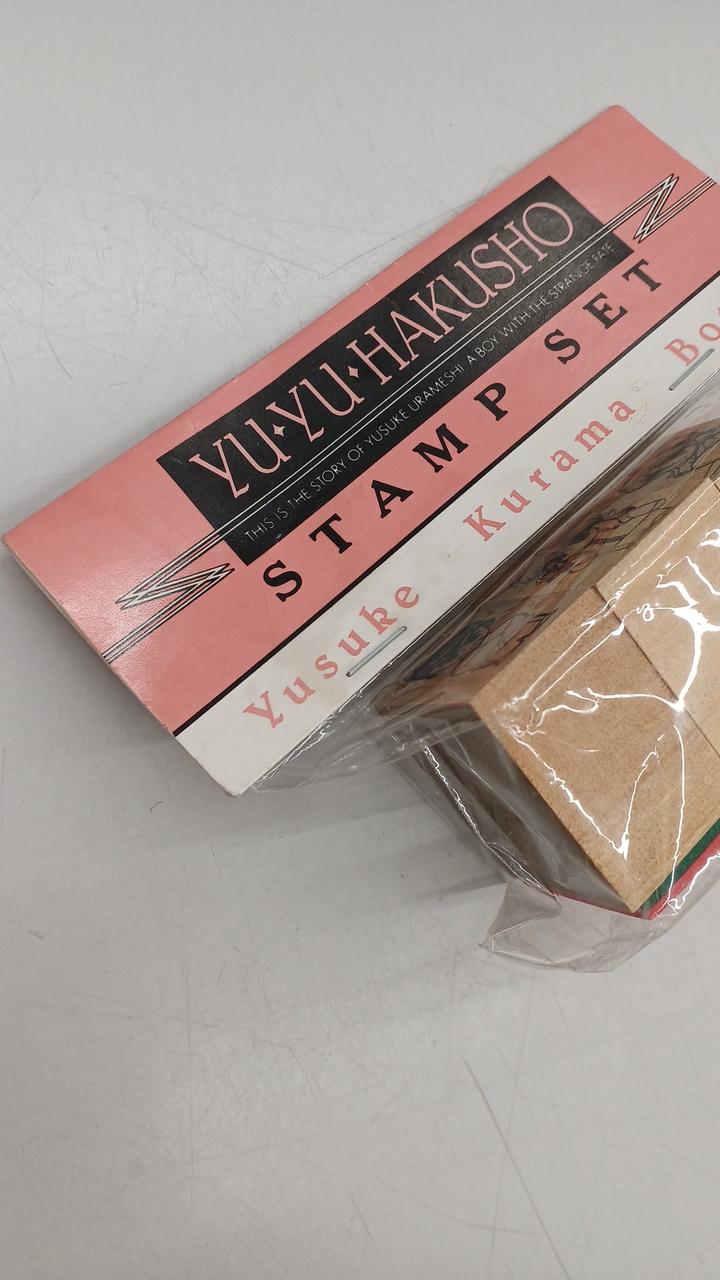 YU·YU·HAKUSHO
THIS IS THE STORY OF YUSUKE URAMESHI A BOY WITH THE STRANGE FATE
STAMP SET
Yusuke Kurama